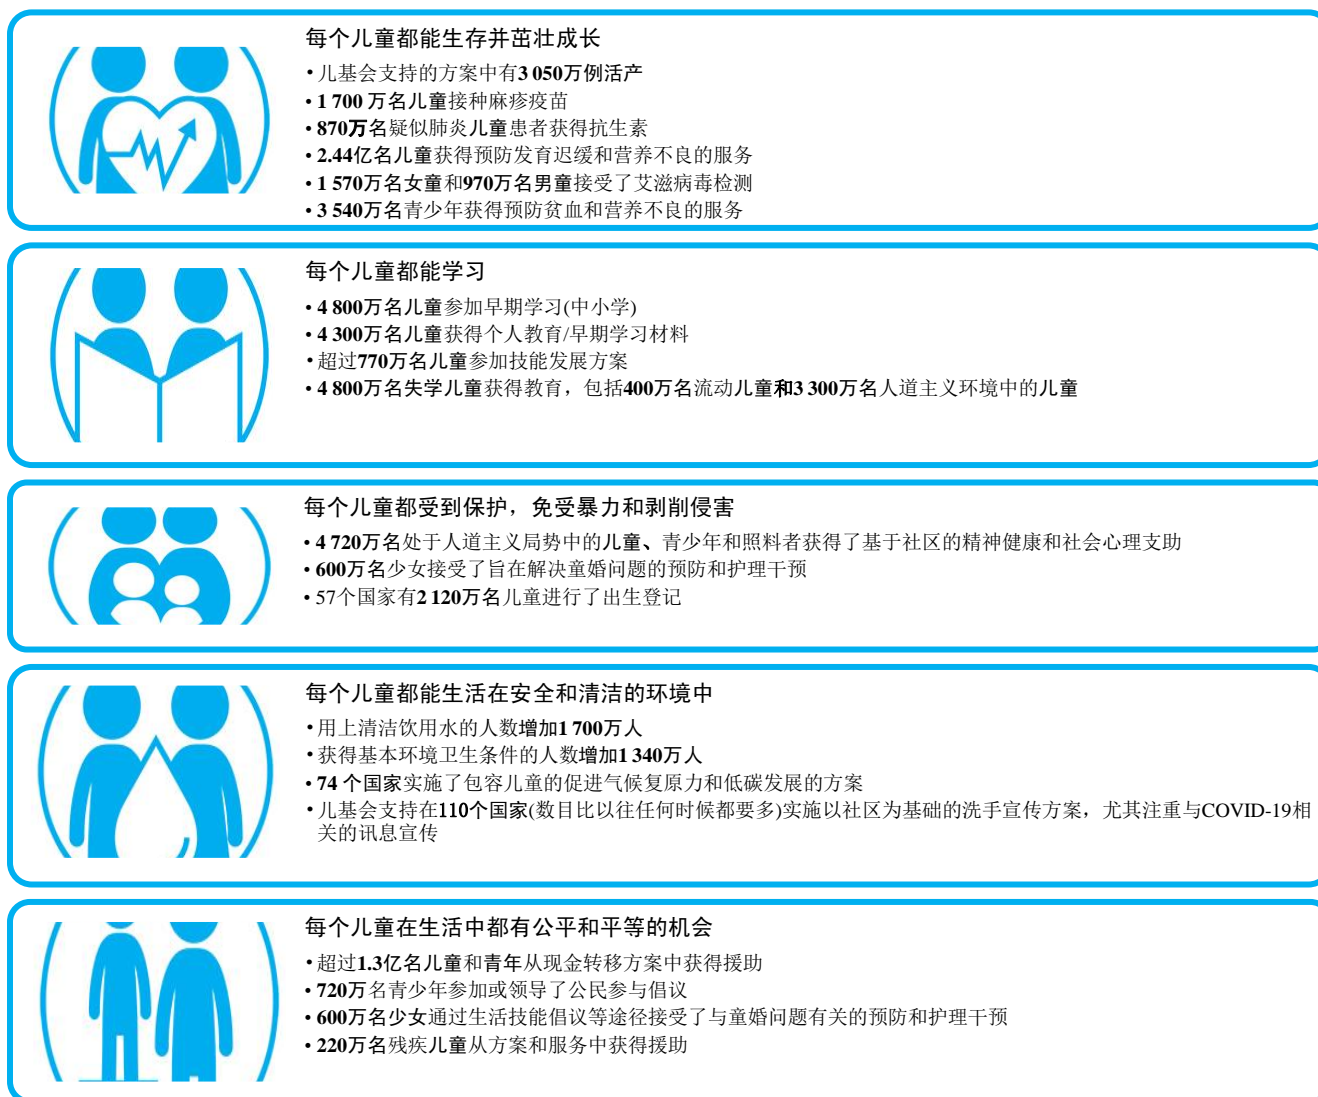 每个儿童都能生存并茁壮成长
• 儿基会支持的方案中有3 050万例活产
• 1 700 万名儿童接种麻疹疫苗
• 870万名疑似肺炎儿童患者获得抗生素
• 2.44亿名儿童获得预防发育迟缓和营养不良的服务
• 1 570万名女童和970万名男童接受了艾滋病毒检测
• 3 540万名青少年获得预防贫血和营养不良的服务
每个儿童都能学习
• 4 800万名儿童参加早期学习(中小学)
• 4 300万名儿童获得个人教育/早期学习材料
• 超过770万名儿童参加技能发展方案
• 4 800万名失学儿童获得教育，包括400万名流动儿童和3 300万名人道主义环境中的儿童
每个儿童都受到保护，免受暴力和剥削侵害
• 4 720万名处于人道主义局势中的儿童、青少年和照料者获得了基于社区的精神健康和社会心理支助
• 600万名少女接受了旨在解决童婚问题的预防和护理干预
• 57个国家有2 120万名儿童进行了出生登记
每个儿童都能生活在安全和清洁的环境中
• 用上清洁饮用水的人数增加1 700万人
• 获得基本环境卫生条件的人数增加1 340万人
• 74 个国家实施了包容儿童的促进气候复原力和低碳发展的方案
• 儿基会支持在110个国家(数目比以往任何时候都要多)实施以社区为基础的洗手宣传方案，尤其注重与COVID-19相
关的讯息宣传
每个儿童在生活中都有公平和平等的机会
• 超过1.3亿名儿童和青年从现金转移方案中获得援助
• 720万名青少年参加或领导了公民参与倡议
• 600万名少女通过生活技能倡议等途径接受了与童婚问题有关的预防和护理干预
• 220万名残疾儿童从方案和服务中获得援助